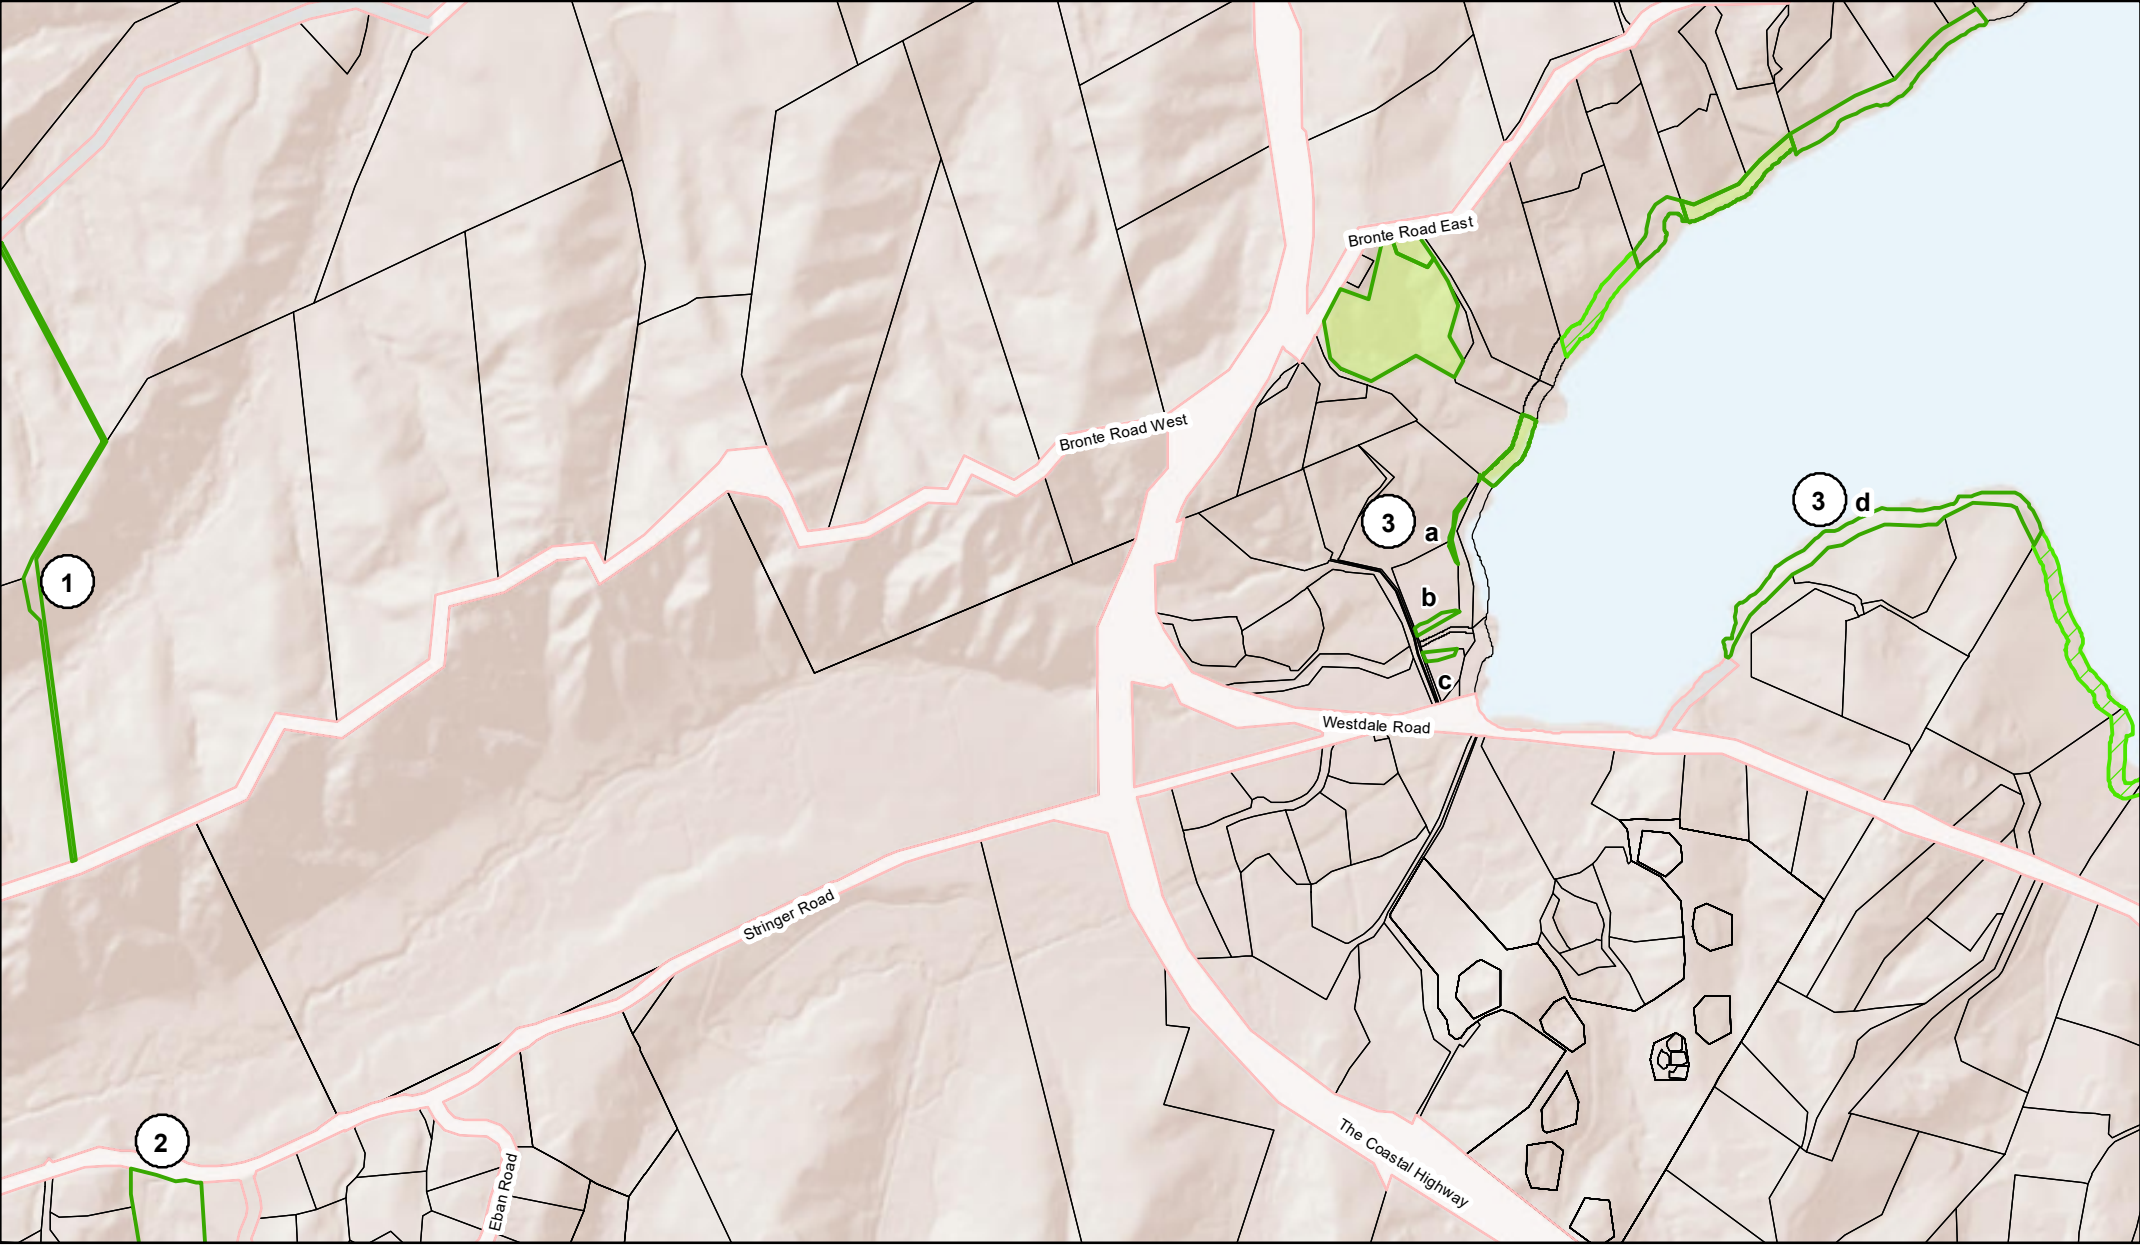 Bronte Road East
Bronte Road West
3
a
3
d
1
b
c
Westdale Road
Stringer Road
2
Eban Road
The Coastal Highway